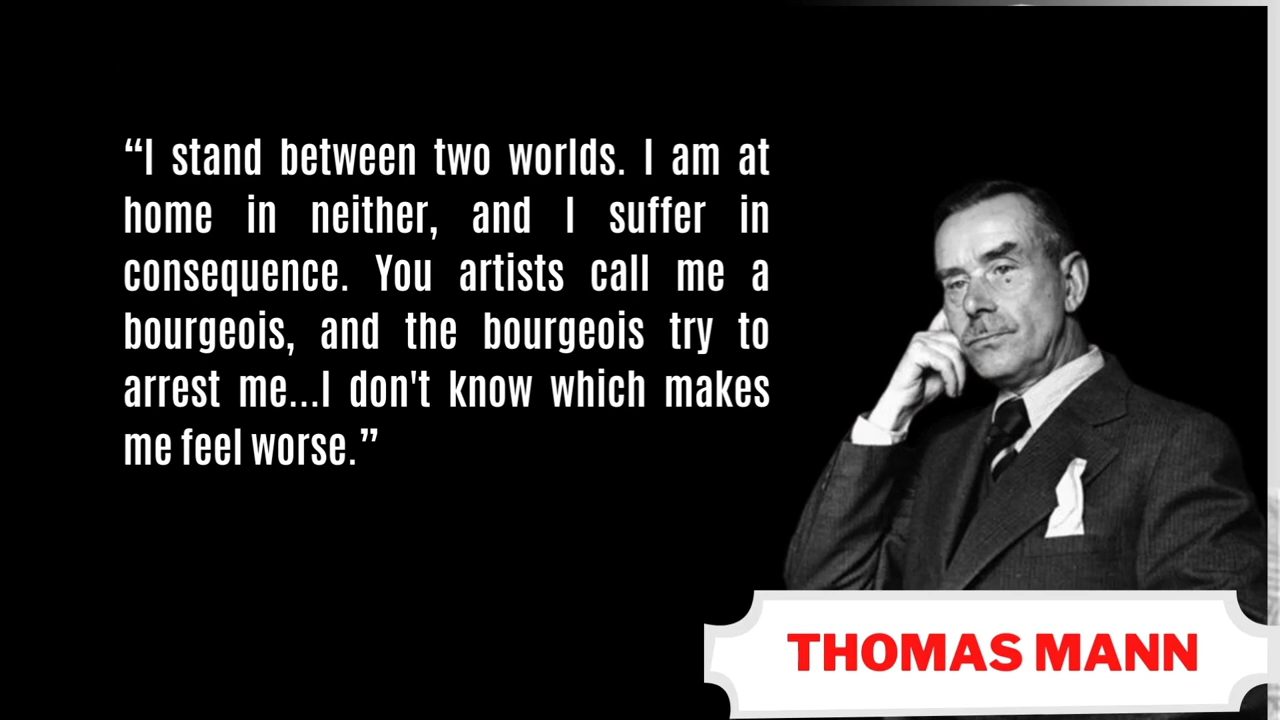 “I stand between two worlds. I am at
home in neither, and I suffer in
consequence. You artists call me a
bourgeois, and the bourgeois try to
arrest me...I don't know which makes
me feel worse.”
THOMAS MANN